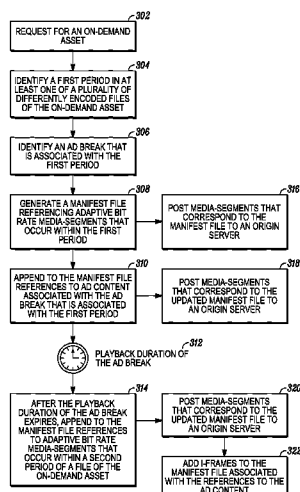 302
REQUEST FOR AN ON-DEMAND
ASSET
304
IDENTIFY A FIRST PERIOD IN AT
LEAST ONE OF A PLURALITY OF
DIFFERENTLY ENCODED FILES
OF THE ON-DEMAND ASSET
306
IDENTIFY AN AD BREAK THAT
IS ASSOCIATED WITH THE
FIRST PERIOD
308
GENERATE A MANIFEST FILE
REFERENCING ADAPTIVE BIT
RATE MEDIA-SEGMENTS THAT
OCCUR WITHIN THE FIRST
PERIOD
316
POST MEDIA-SEGMENTS THAT
CORRESPOND TO THE
MANIFEST FILE TO AN ORIGIN
SERVER
310
APPEND TO THE MANIFEST FILE
REFERENCES TO AD CONTENT
ASSOCIATED WITH THE AD
BREAK THAT IS ASSOCIATED
WITH THE FIRST PERIOD
318
POST MEDIA-SEGMENTS THAT
CORRESPOND TO THE
UPDATED MANIFEST FILE TO
AN ORIGIN SERVER
312
PLAYBACK DURATION OF
THE AD BREAK
314
AFTER THE PLAYBACK
DURATION OF THE AD BREAK
EXPIRES, APPEND TO THE
MANIFEST FILE REFERENCES
TO ADAPTIVE BIT RATE
MEDIA-SEGMENTS THAT
OCCUR WITHIN A SECOND
PERIOD OF A FILE OF THE
ON-DEMAND ASSET
320
POST MEDIA-SEGMENTS
THAT CORRESPOND TO THE
UPDATED MANIFEST FILE TO
AN ORIGIN SERVER
322
ADD I-FRAMES TO THE
MANIFEST FILE ASSOCIATED
WITH THE REFERENCES TO THE
AD CONTENT